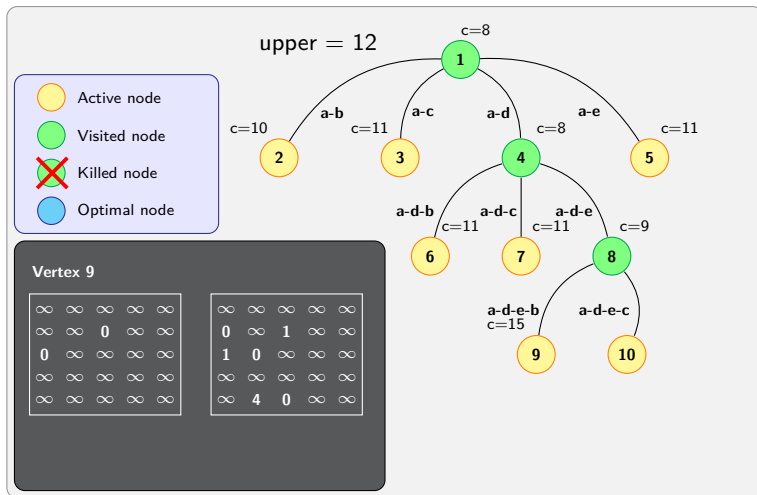 c=8
upper = 12
1
Active node
Visited node
Killed node
Optimal node
a-b
a-c
a-d
a-e
c=10
c=11
c=8
c=11
2
3
4
5
a-d-b
a-d-c
a-d-e
c=11
c=11
c=9
6
7
8
a-d-e-b
c=15
a-d-e-c
9
10
Vertex 9
∞ ∞ ∞ ∞ ∞
∞ ∞ 0 ∞ ∞
0 ∞ ∞ ∞ ∞
∞ ∞ ∞ ∞ ∞
∞ ∞ ∞ ∞ ∞
∞ ∞ ∞ ∞ ∞
0 ∞ 1 ∞ ∞
1 0 ∞ ∞ ∞
∞ ∞ ∞ ∞ ∞
∞ 4 0 ∞ ∞